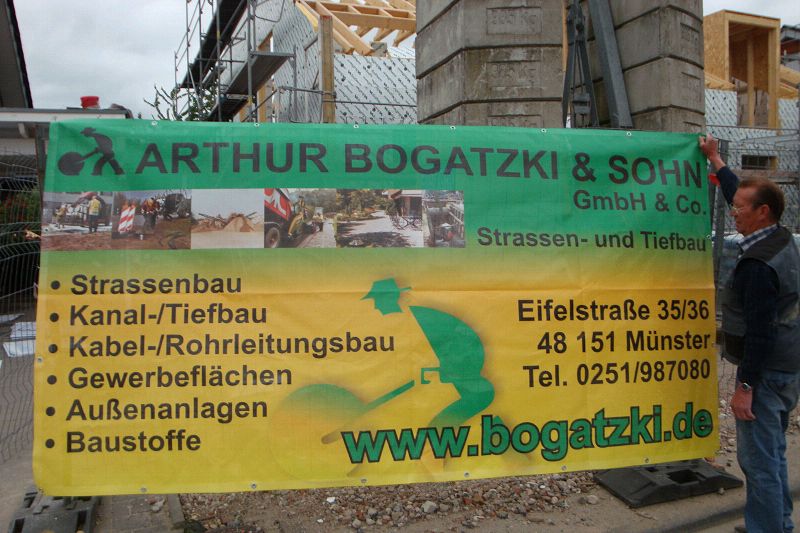 ARTHUR BOGATZKI & SOHN
GmbH & Co.
Strassen- und Tiefbau
• Strassenbau
• Kanal-/Tiefbau
• Kabel-/Rohrleitungsbau
• Gewerbeflächen
• Außenanlagen
• Baustoffe
Eifelstraße 35/36
48 151 Münster
Tel. 0251/987080
www.bogatzki.de